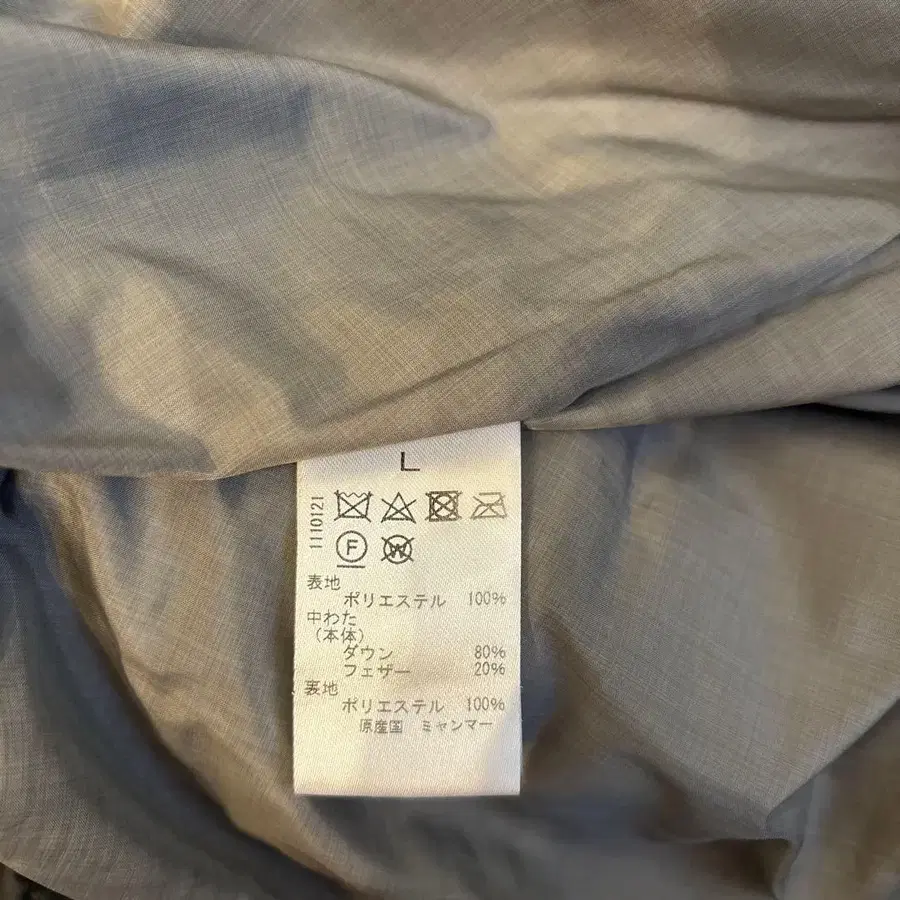 L
1110121
F
W
表地
ポリエステル 100%
中わた
(本体)
ダウン 80%
フェザー 20%
裏地
ポリエステル 100%
原産国 ミャンマー